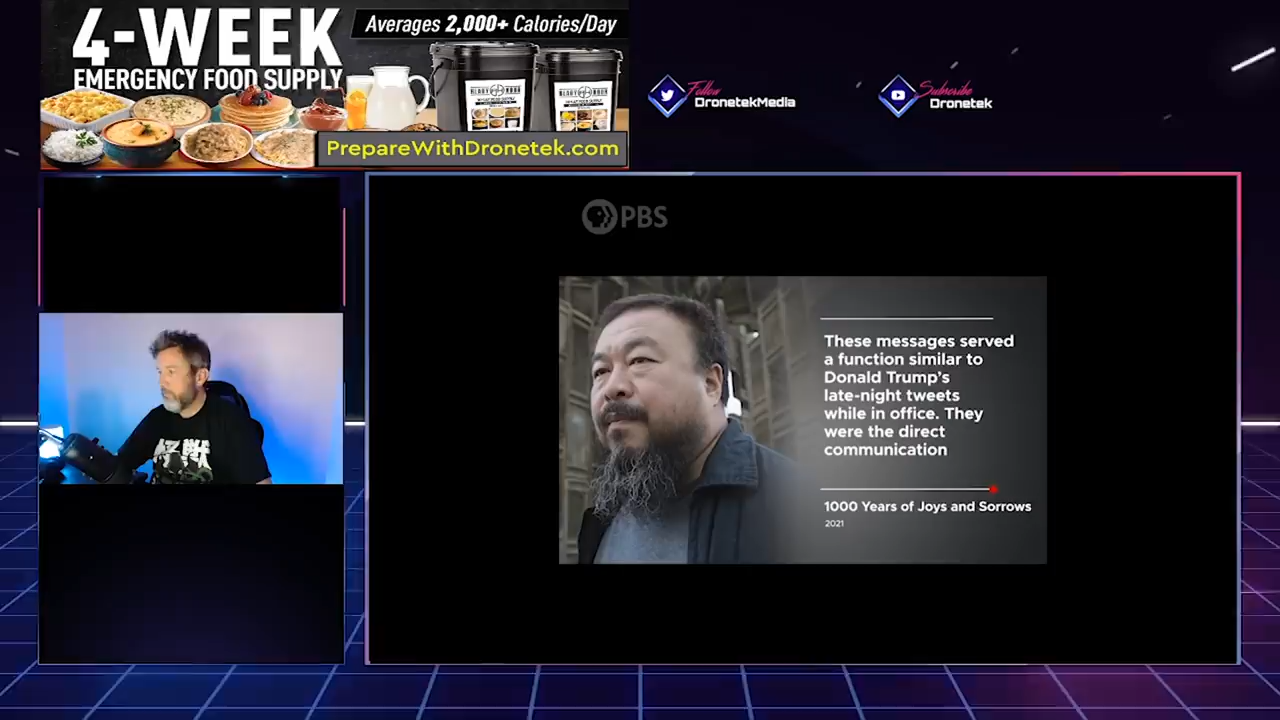 4-WEEK
EMERGENCY FOOD SUPPLY
Averages 2,000+ Calories/Day
PrepareWithDronetek.com
Follow
DronetekMedia
Subscribe
Dronetek
PBS
These messages served
a function similar to
Donald Trump's
late-night tweets
while in office. They
were the direct
communication
1000 Years of Joys and Sorrows
2021
怪獣